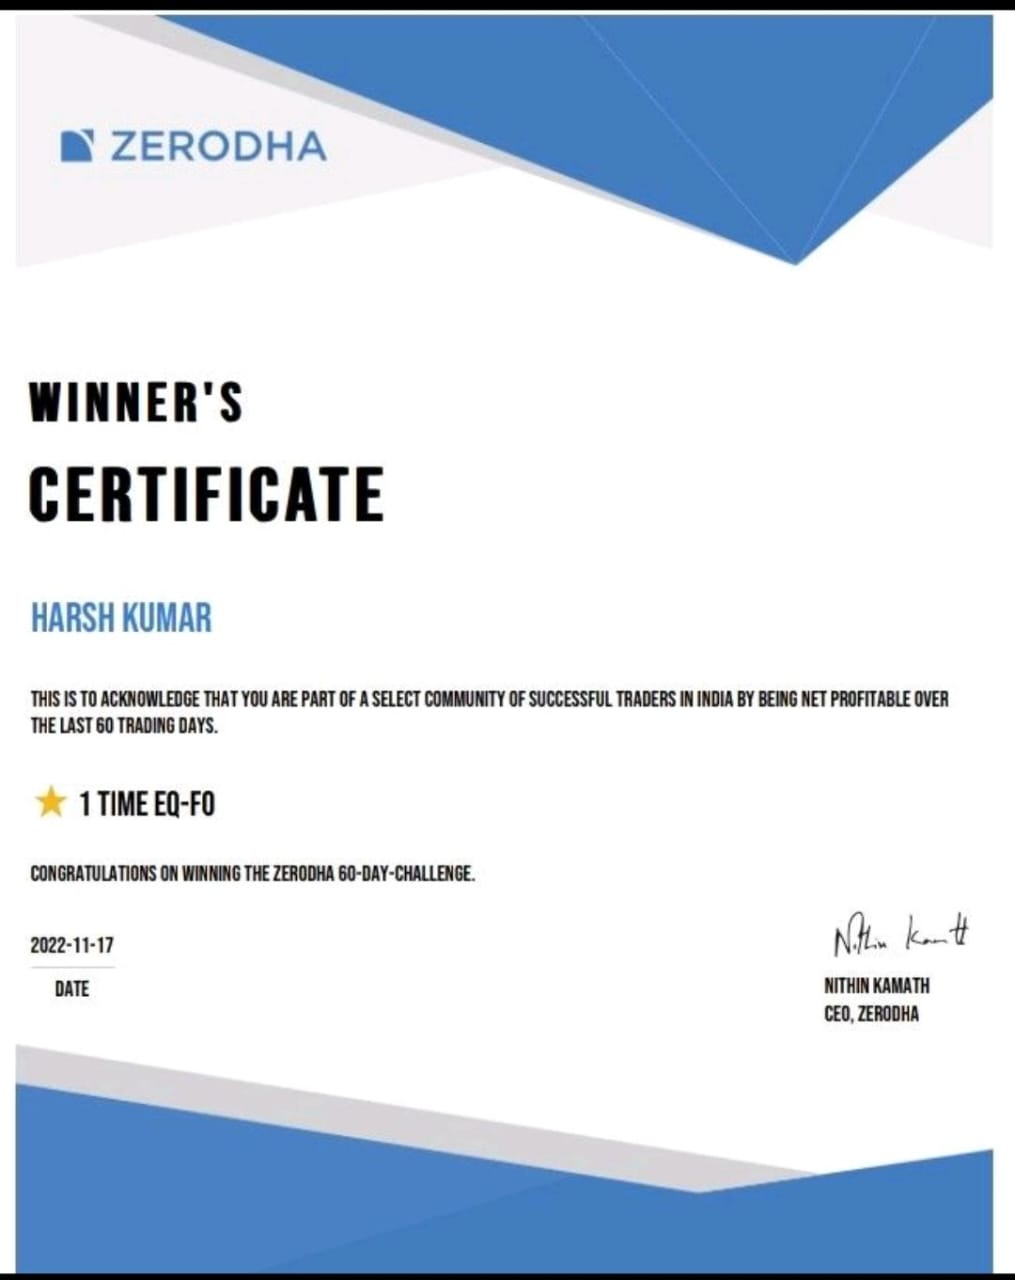 ZERODHA
WINNER'S
CERTIFICATE
HARSH KUMAR
THIS IS TO ACKNOWLEDGE THAT YOU ARE PART OF A SELECT COMMUNITY OF SUCCESSFUL TRADERS IN INDIA BY BEING NET PROFITABLE OVER
THE LAST 60 TRADING DAYS.
1 TIME EQ-FO
CONGRATULATIONS ON WINNING THE ZERODHA 60-DAY-CHALLENGE.
2022-11-17
DATE
Nithin Kamath
NITHIN KAMATH
CEO, ZERODHA